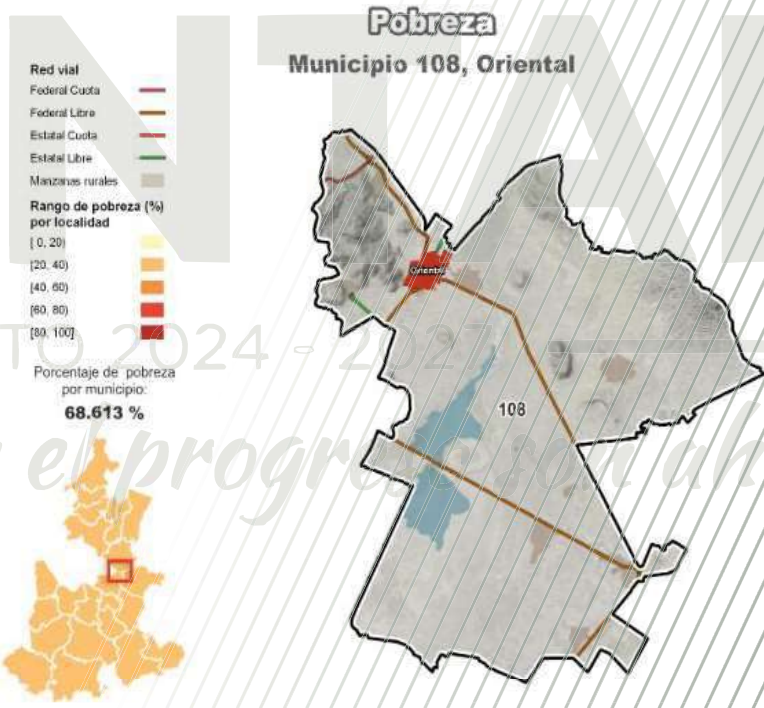 Pobreza
Municipio 108, Oriental
Red vial
Federal Cuota
Federal Libre
Estatal Cuota
Estatal Libre
Manzanas rurales
Rango de pobreza (%)
por localidad
[ 0, 20)
[20, 40)
[40, 60)
[60, 80)
[80, 100]
Porcentaje de pobreza
por municipio:
68.613 %
Oriental
108
NTAL
TO 2024 - 2027
el progreso son ah